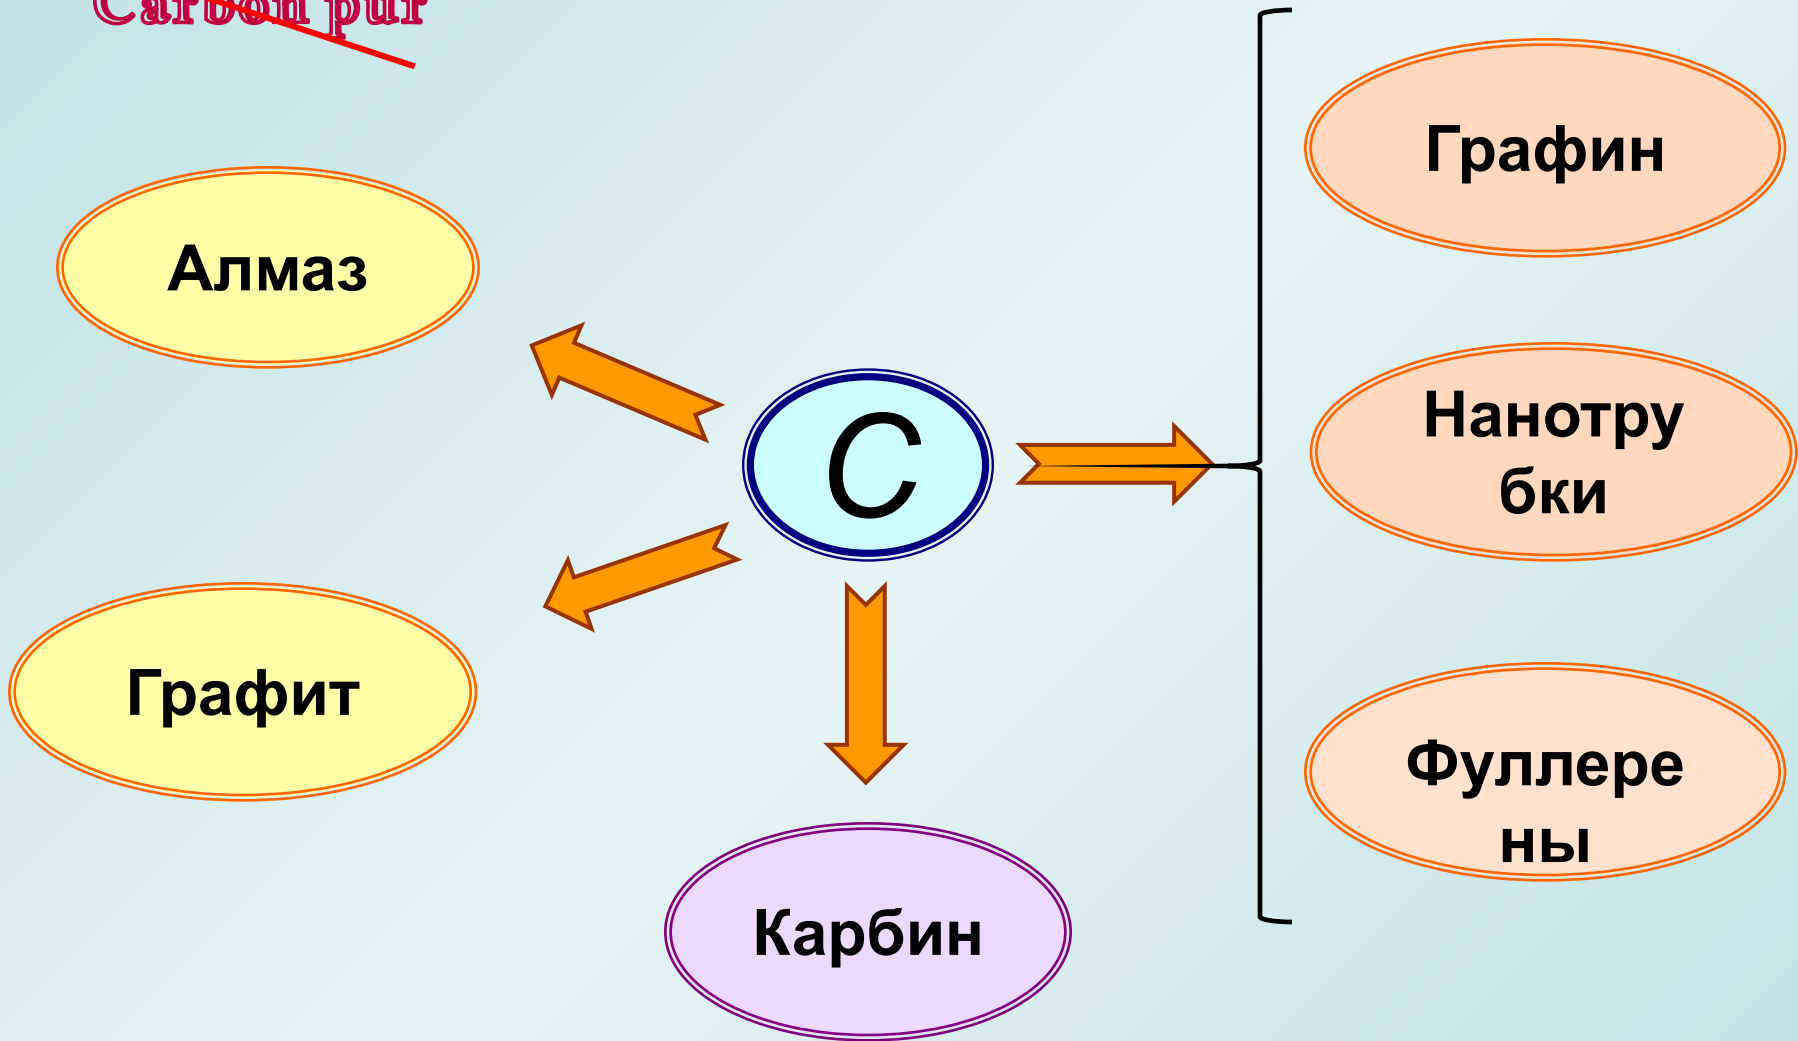 Carbon pur
Графин
Алмаз
Нанотру
бки
C
Графит
Фуллере
ны
Карбин